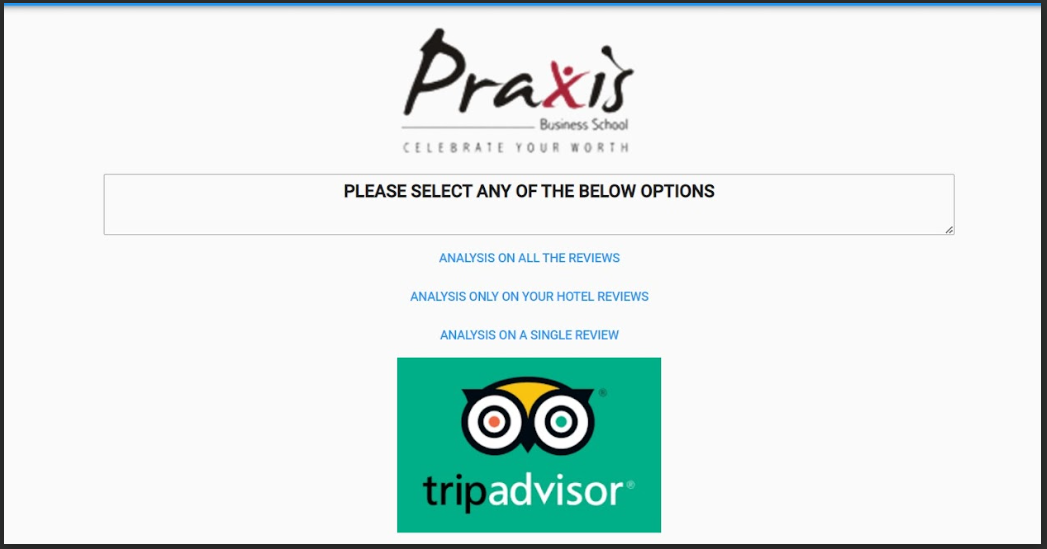 Praxis
Business School
CELEBRATE YOUR WORTH
PLEASE SELECT ANY OF THE BELOW OPTIONS
ANALYSIS ON ALL THE REVIEWS
ANALYSIS ONLY ON YOUR HOTEL REVIEWS
ANALYSIS ON A SINGLE REVIEW
®
tripadvisor®